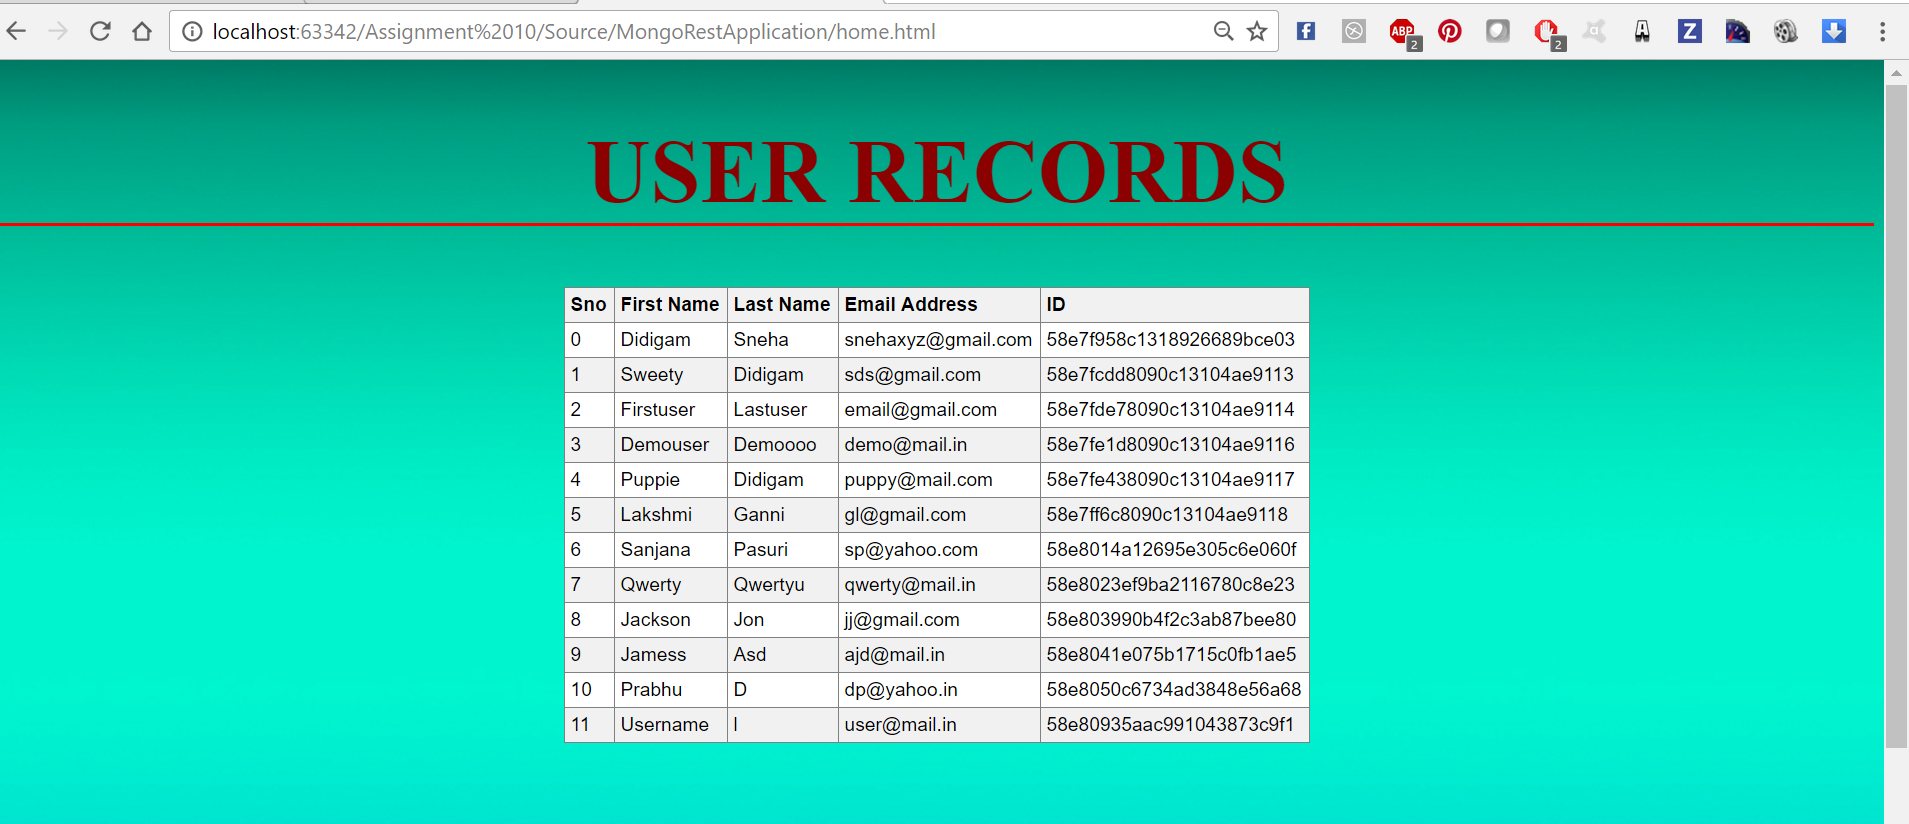 localhost:63342/Assignment%2010/Source/MongoRestApplication/home.html
ABP 2 2 A Z
USER RECORDS
Sno First Name Last Name Email Address ID
0 Didigam Sneha snehaxyz@gmail.com 58e7f958c1318926689bce03
1 Sweety Didigam sds@gmail.com 58e7fcdd8090c13104ae9113
2 Firstuser Lastuser email@gmail.com 58e7fde78090c13104ae9114
3 Demouser Demoooo demo@mail.in 58e7fe1d8090c13104ae9116
4 Puppie Didigam puppy@mail.com 58e7fe438090c13104ae9117
5 Lakshmi Ganni gl@gmail.com 58e7ff6c8090c13104ae9118
6 Sanjana Pasuri sp@yahoo.com 58e8014a12695e305c6e060f
7 Qwerty Qwertyu qwerty@mail.in 58e8023ef9ba2116780c8e23
8 Jackson Jon jj@gmail.com 58e803990b4f2c3ab87bee80
9 Jamess Asd ajd@mail.in 58e8041e075b1715c0fb1ae5
10 Prabhu D dp@yahoo.in 58e8050c6734ad3848e56a68
11 Username l user@mail.in 58e80935aac991043873c9f1